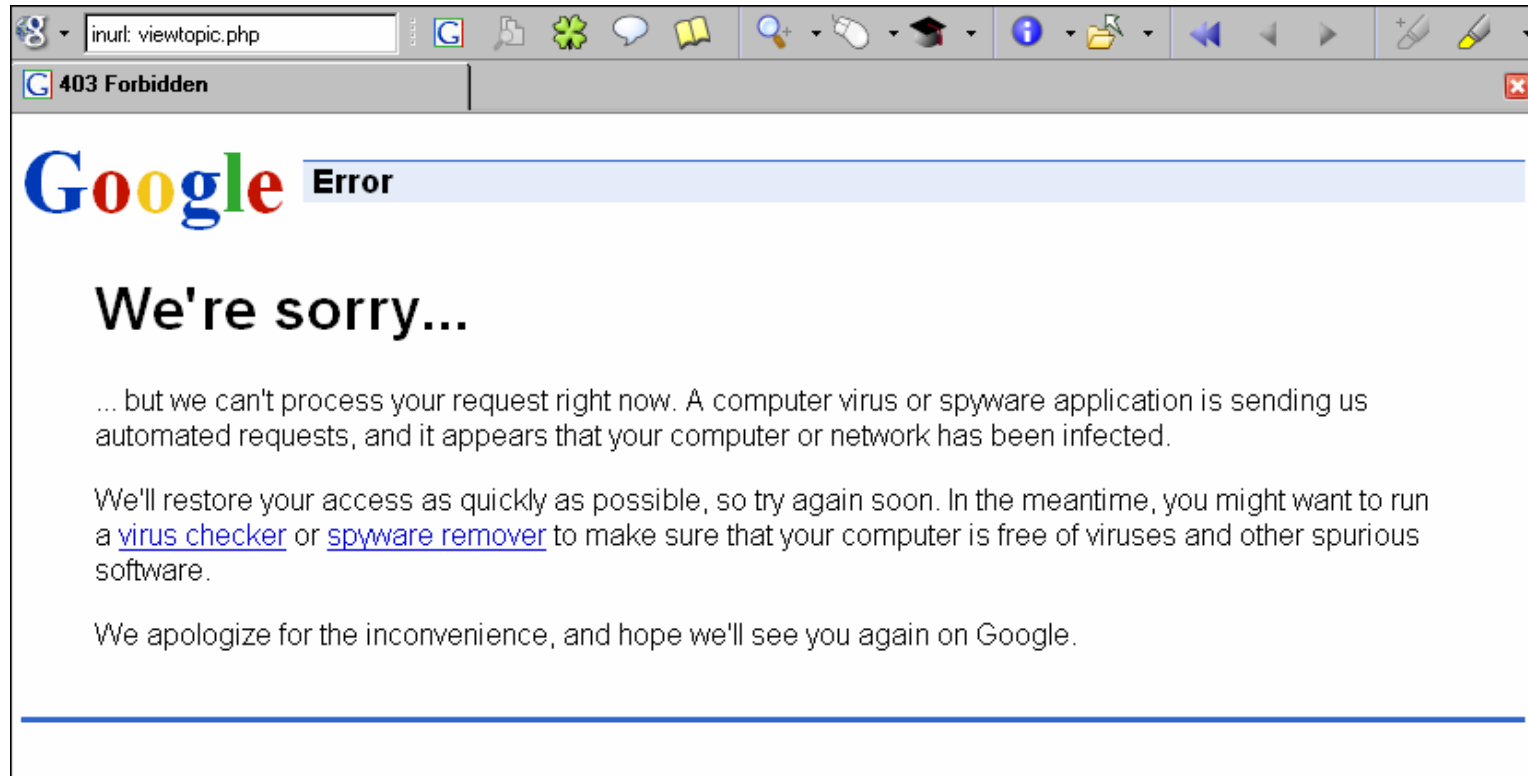 inurl: viewtopic.php
403 Forbidden
Google Error
We're sorry...
... but we can't process your request right now. A computer virus or spyware application is sending us
automated requests, and it appears that your computer or network has been infected.
We'll restore your access as quickly as possible, so try again soon. In the meantime, you might want to run
a virus checker or spyware remover to make sure that your computer is free of viruses and other spurious
software.
We apologize for the inconvenience, and hope we'll see you again on Google.